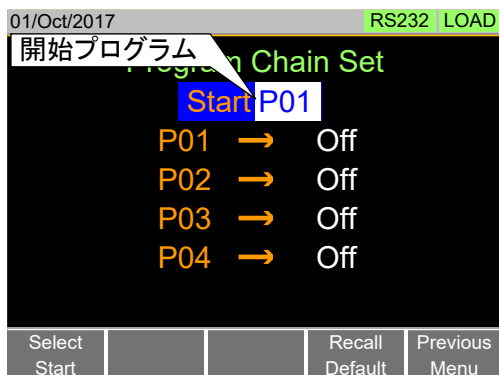 01/Oct/2017 RS232 LOAD
開始プログラム
Program Chain Set
Start P01
P01 → Off
P02 → Off
P03 → Off
P04 → Off
Select Start
Recall Default
Previous Menu